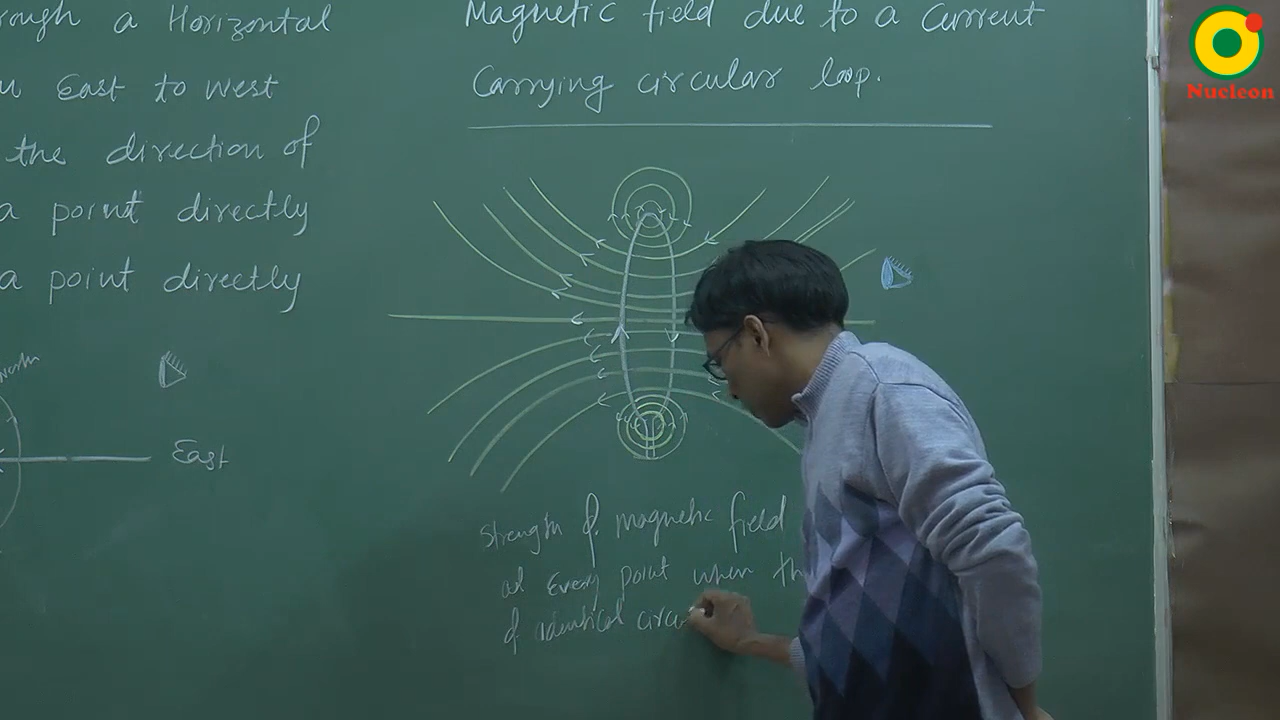 rough a Horizontal
East to west
the direction of
a point directly
a point directly
East
Magnetic field due to a current
Carrying circular loop.
Strength of magnetic field
at Every point when th
of identical circu
Nucleon